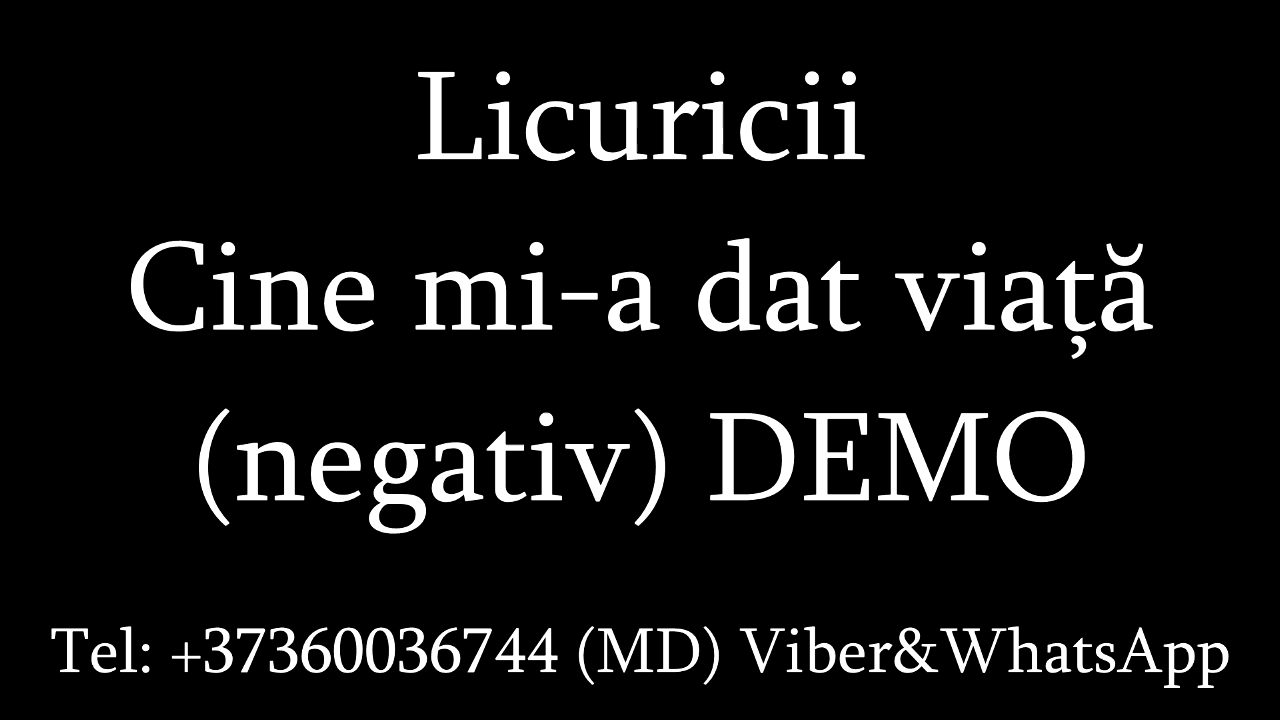 Licuricii
Cine mi-a dat viață
(negativ) DEMO
Tel: +37360036744 (MD) Viber&WhatsApp